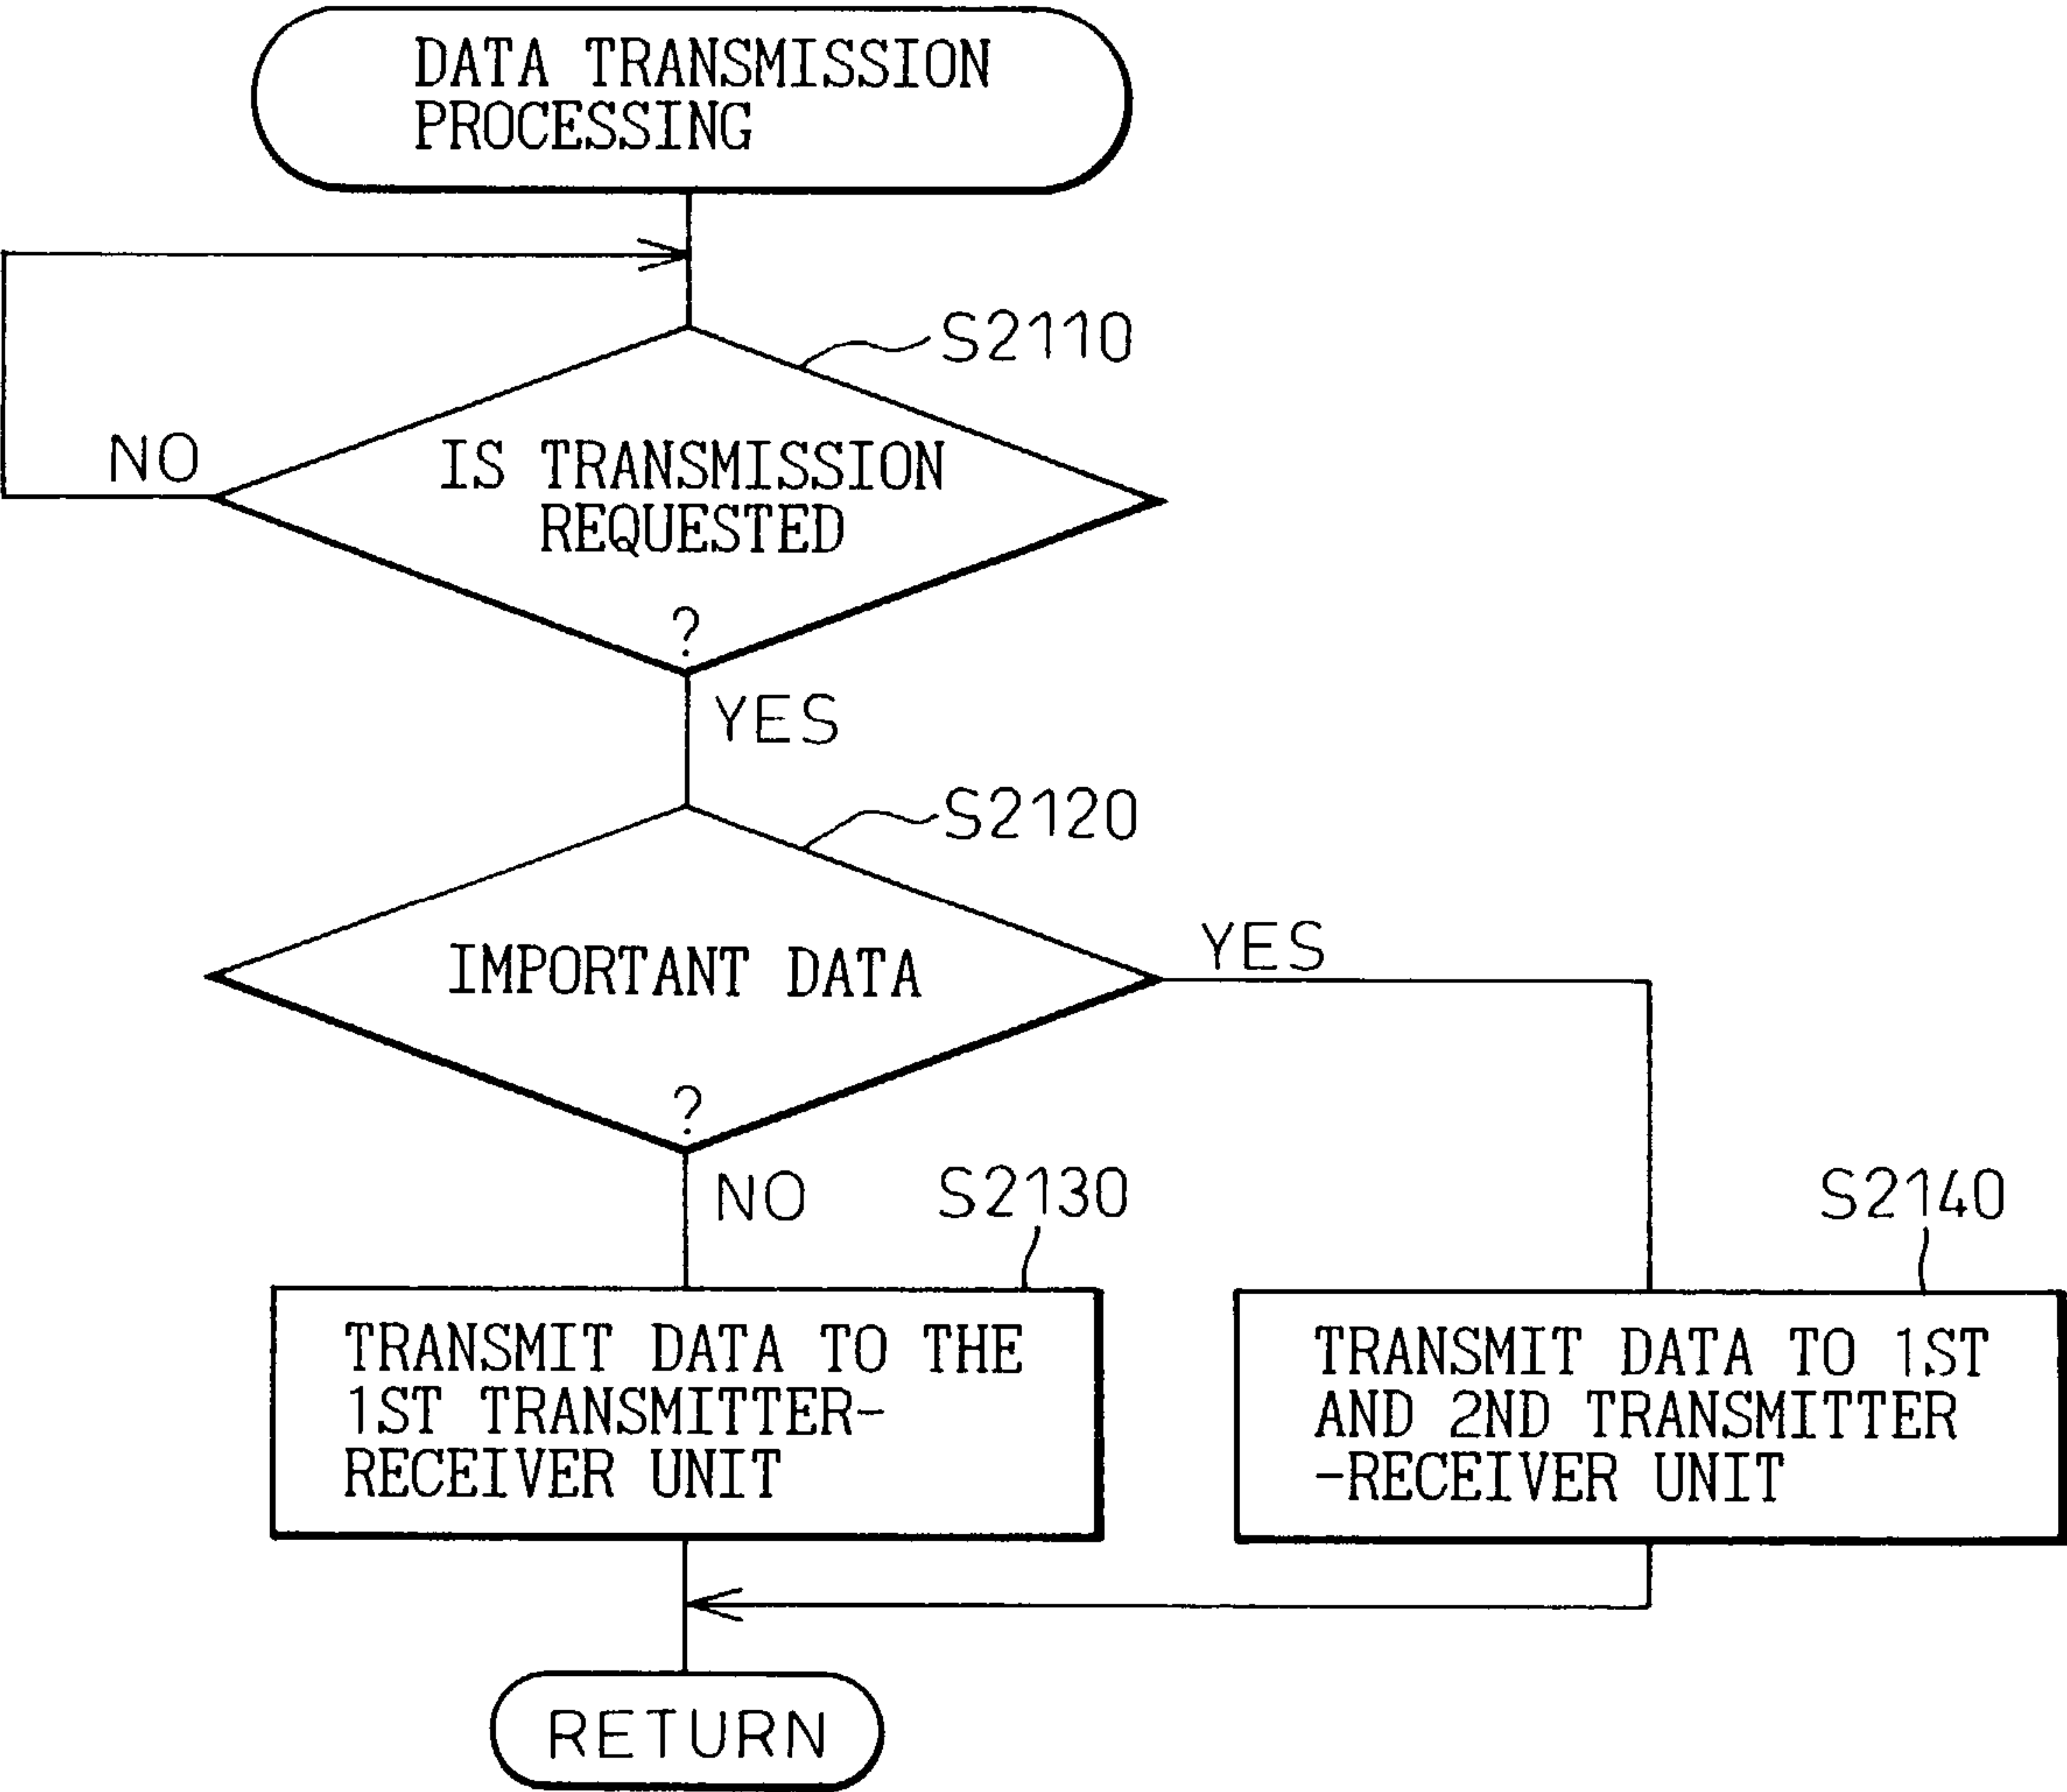 DATA TRANSMISSION
PROCESSING
S2110
NO
IS TRANSMISSION
REQUESTED
?
YES
S2120
IMPORTANT DATA
YES
?
NO
S2130
S2140
TRANSMIT DATA TO THE
1ST TRANSMITTER-
RECEIVER UNIT
TRANSMIT DATA TO 1ST
AND 2ND TRANSMITTER
-RECEIVER UNIT
RETURN